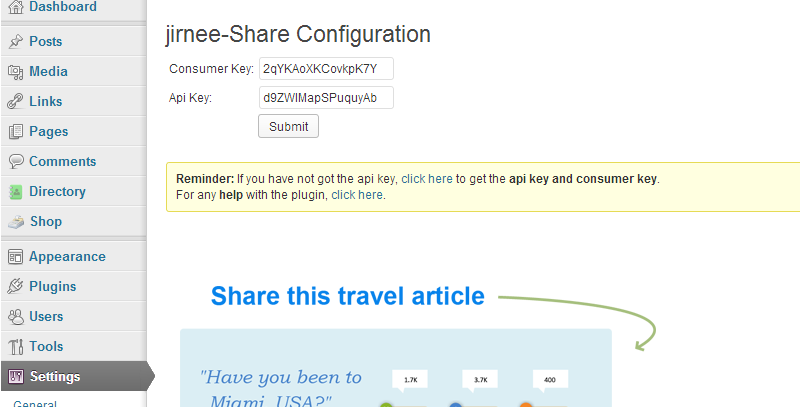 Dashboard
Posts
Media
Links
Pages
Comments
Directory
Shop
Appearance
Plugins
Users
Tools
Settings
General
jirnee-Share Configuration
Consumer Key: 2qYKAoXKCovkpK7Y
Api Key: d9ZWlMapSPuquyAb
Submit
Reminder: If you have not got the api key, click here to get the api key and consumer key.
For any help with the plugin, click here.
Share this travel article
"Have you been to
Miami, USA?"
1.7K 3.7K 400